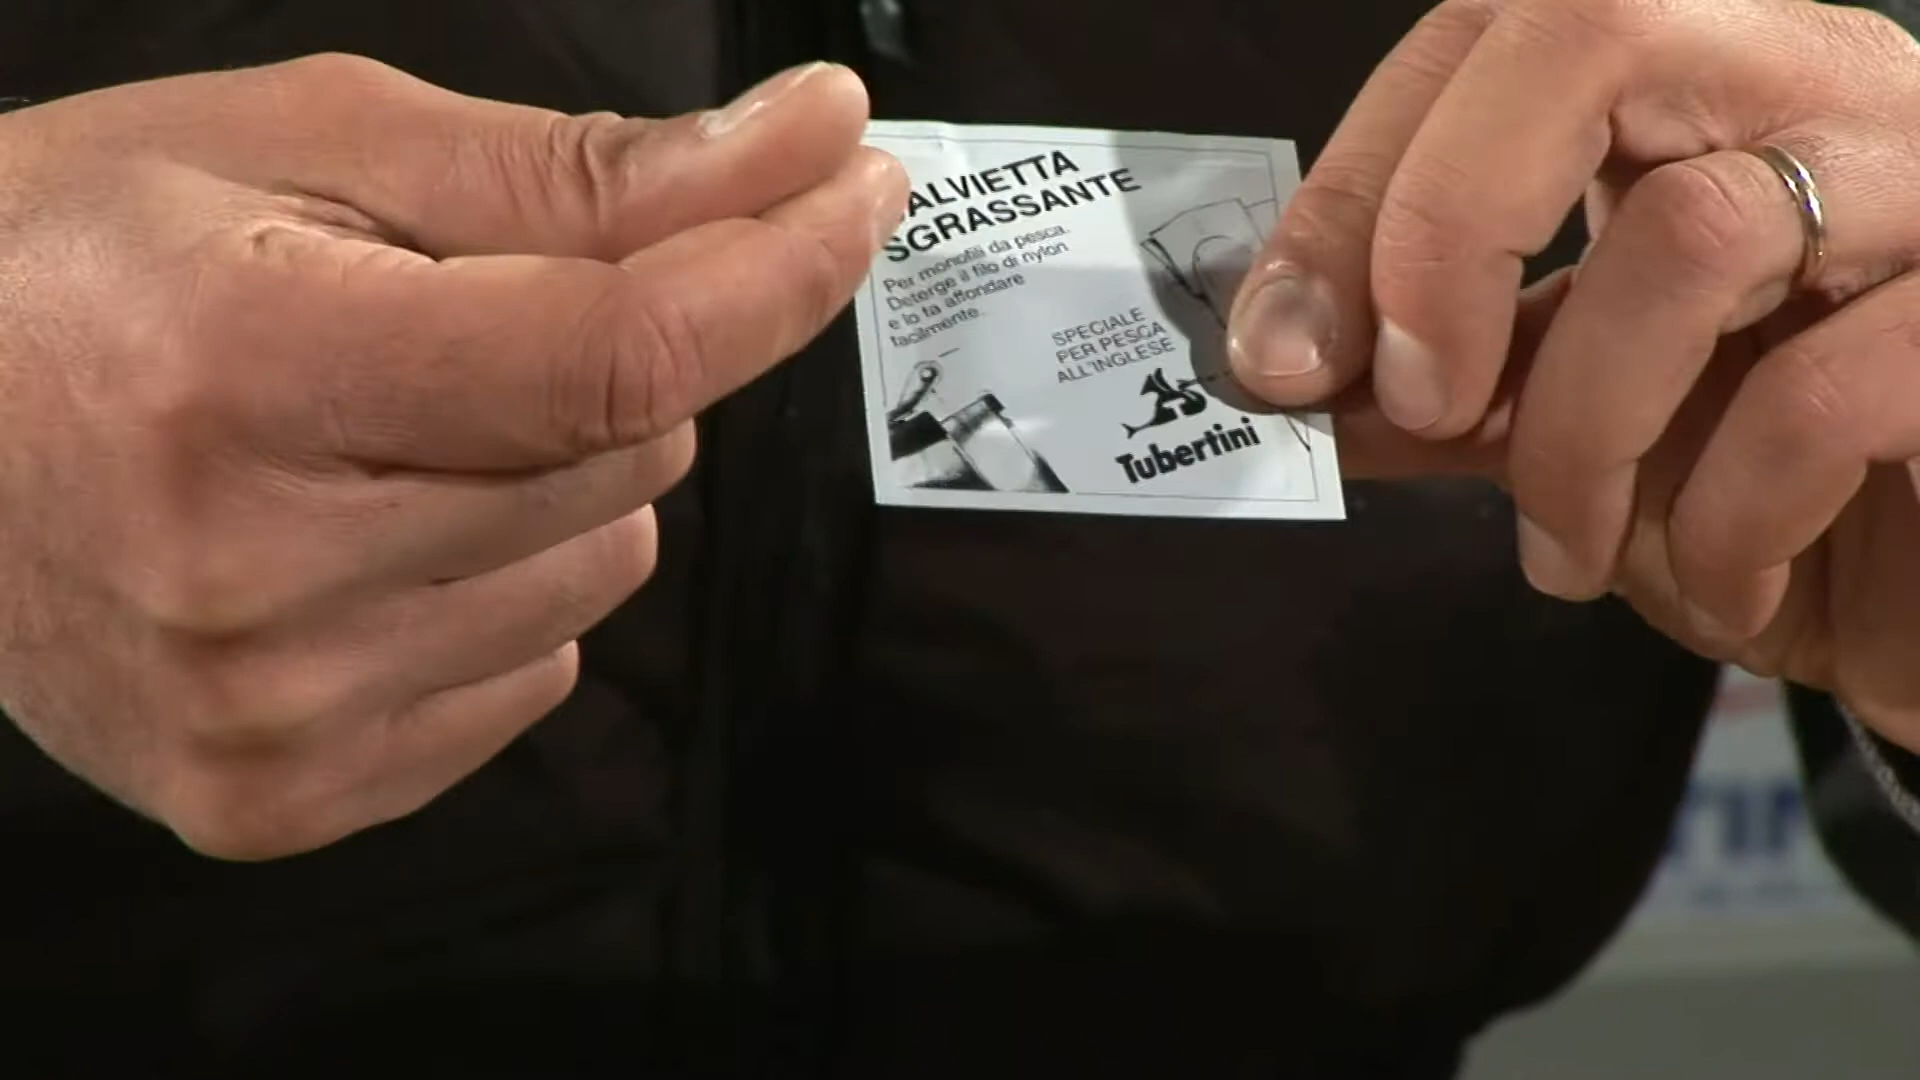 ALVIETTA
SGRASSANTE
Per monofili da pesca.
Deterge il filo di nylon
e lo fa affondare
facilmente.
SPECIALE
PER PESCA
ALL'INGLESE
Tubertini